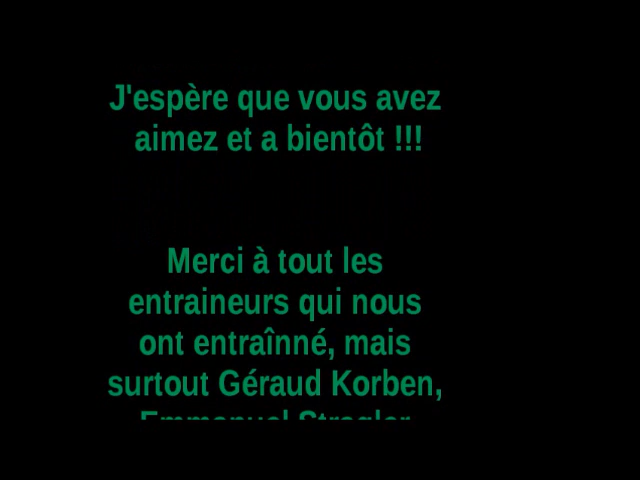 J'espère que vous avez
aimez et a bientôt !!!
Merci à tout les
entraineurs qui nous
ont entraînné, mais
surtout Géraud Korben,
Emmanuel